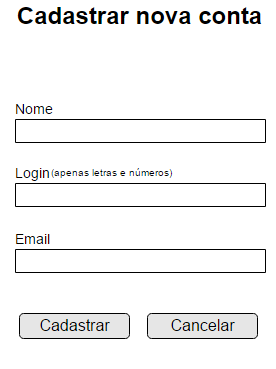 Cadastrar nova conta
Nome
Login (apenas letras e números)
Email
Cadastrar Cancelar